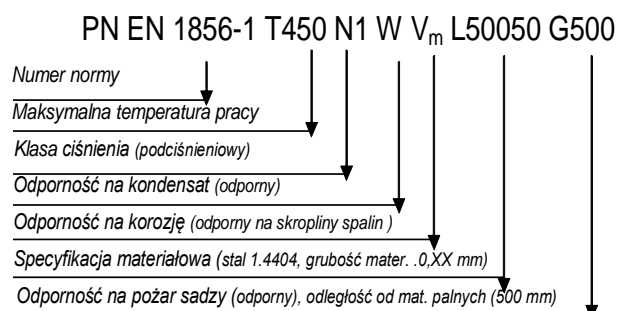 PN EN 1856-1 T450 N1 W Vm L50050 G500
Numer normy
Maksymalna temperatura pracy
Klasa ciśnienia (podciśnieniowy)
Odporność na kondensat (odporny)
Odporność na korozję (odporny na skropliny spalin )
Specyfikacja materiałowa (stal 1.4404, grubość mater. .0,XX mm)
Odporność na pożar sadzy (odporny), odległość od mat. palnych (500 mm)